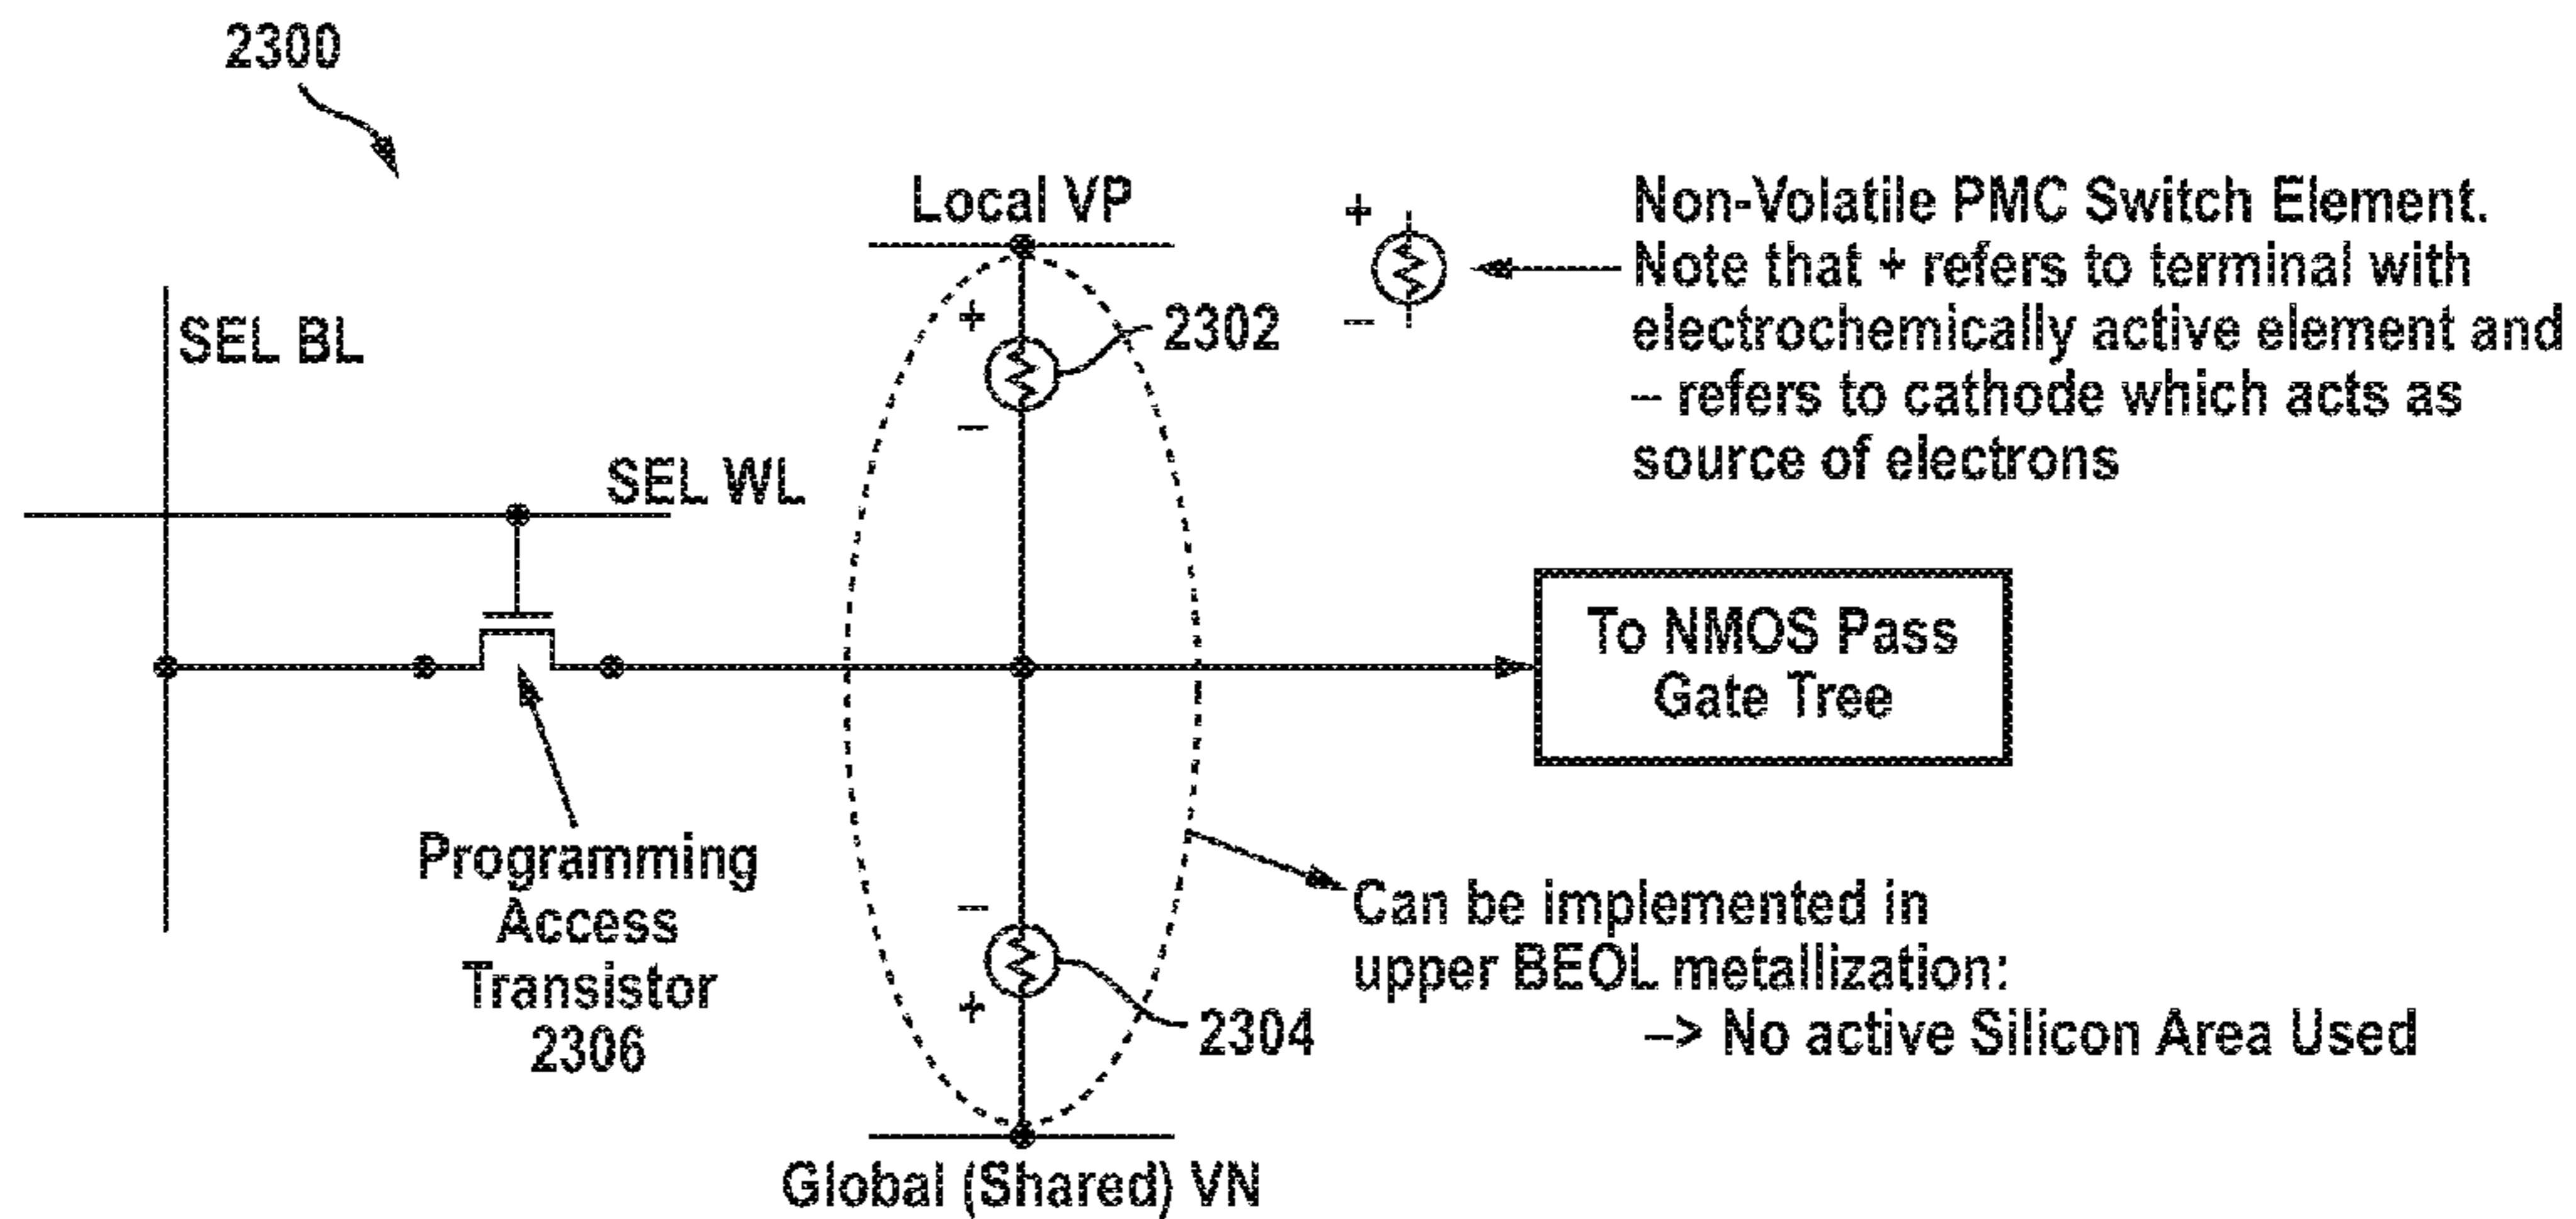 2300
Local VP
+
Non-Volatile PMC Switch Element.
Note that + refers to terminal with
electrochemically active element and
– refers to cathode which acts as
source of electrons
–
SEL BL
+
2302
–
SEL WL
To NMOS Pass
Gate Tree
Programming
Access
Transistor
2306
–
+
2304
Can be implemented in
upper BEOL metallization:
–> No active Silicon Area Used
Global (Shared) VN